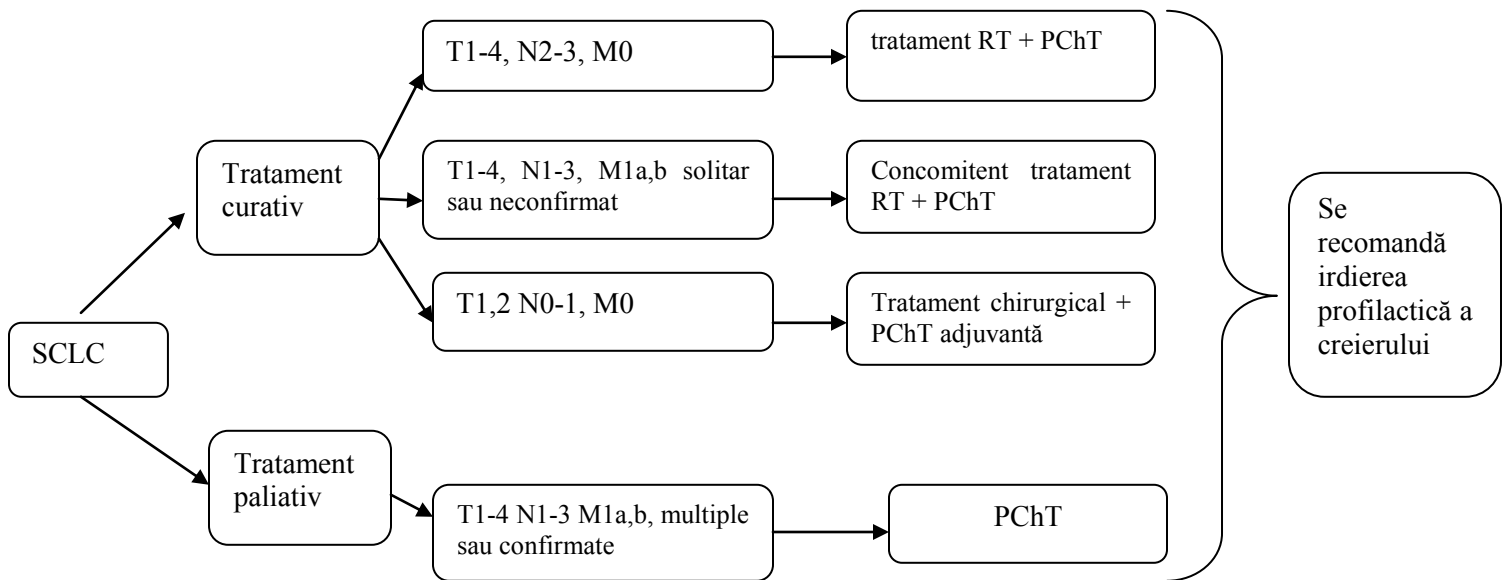 SCLC
Tratament
curativ
T1-4, N2-3, M0
tratament RT + PChT
T1-4, N1-3, M1a,b solitar
sau neconfirmat
Concomitent tratament
RT + PChT
T1,2 N0-1, M0
Tratament chirurgical +
PChT adjuvantă
Tratament
paliativ
T1-4 N1-3 M1a,b, multiple
sau confirmate
PChT
Se
recomandă
irdierea
profilactică a
creierului